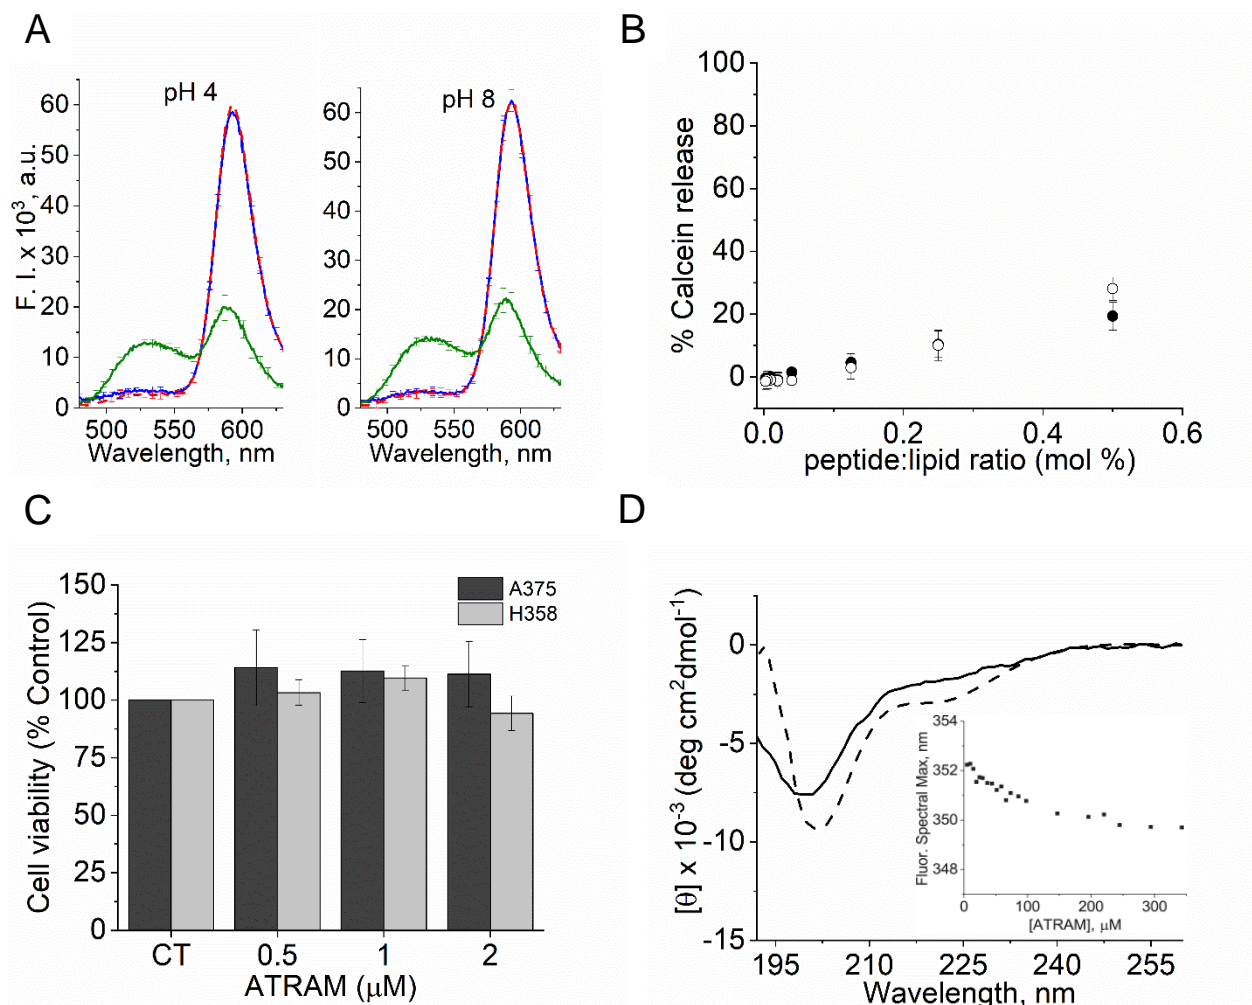 A
pH 4
pH 8
F. I. x 10³, a.u.
60
50
40
30
20
10
0
60
50
40
30
20
10
0
500 550 600
500 550 600
Wavelength, nm
Wavelength, nm
B
% Calcein release
100
80
60
40
20
0
0.0 0.2 0.4 0.6
peptide:lipid ratio (mol %)
C
Cell viability (% Control)
150
125
100
75
50
25
0
A375
H358
CT 0.5 1 2
ATRAM (μM)
D
[θ] x 10⁻³ (deg cm²dmol⁻¹)
0
-5
-10
-15
195 210 225 240 255
Wavelength, nm
Fluor. Spectral Max, nm
354
352
350
348
0 100 200 300
[ATRAM], μM